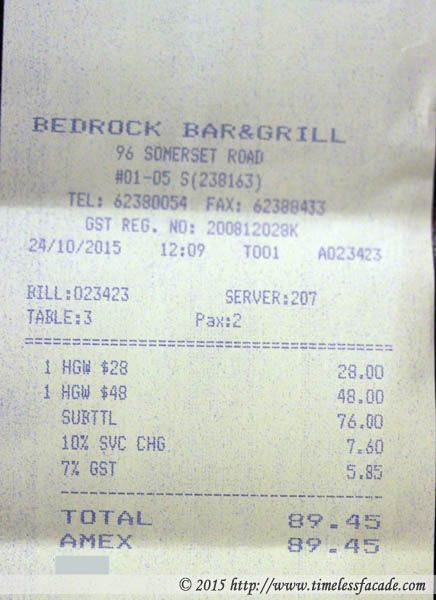 BEDROCK BAR&GRILL
96 SOMERSET ROAD
#01-05 S(238163)
TEL: 62380054 FAX: 62388433
GST REG. NO: 200812028K
24/10/2015 12:09 T001 A023423
BILL:023423 SERVER:207
TABLE:3 Pax:2
1 HGW $28 28.00
1 HGW $48 48.00
SUBTTL 76.00
10% SVC CHG 7.60
7% GST 5.85
TOTAL 89.45
AMEX 89.45
© 2015 http://www.timelessfacade.com